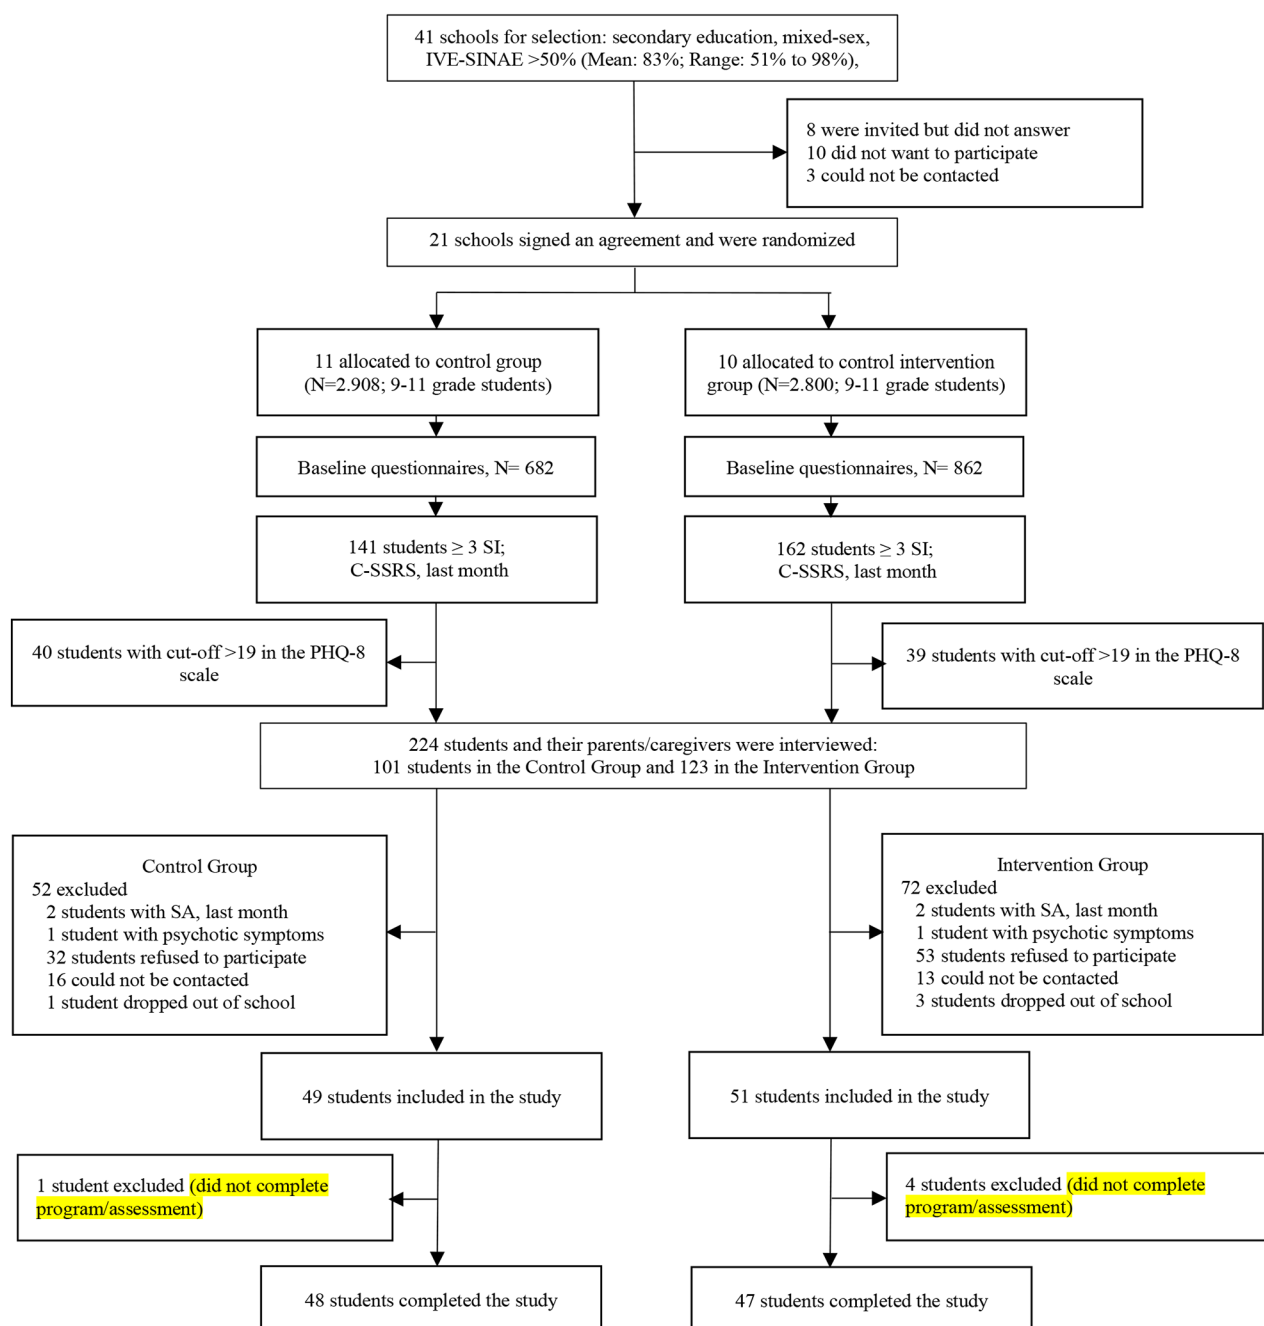 41 schools for selection: secondary education, mixed-sex,
IVE-SINAE >50% (Mean: 83%; Range: 51% to 98%),
8 were invited but did not answer
10 did not want to participate
3 could not be contacted
21 schools signed an agreement and were randomized
11 allocated to control group
(N=2.908; 9-11 grade students)
10 allocated to control intervention
group (N=2.800; 9-11 grade students)
Baseline questionnaires, N= 682
Baseline questionnaires, N= 862
141 students ≥ 3 SI;
C-SSRS, last month
162 students ≥ 3 SI;
C-SSRS, last month
40 students with cut-off >19 in the PHQ-8
scale
39 students with cut-off >19 in the PHQ-8
scale
224 students and their parents/caregivers were interviewed:
101 students in the Control Group and 123 in the Intervention Group
Control Group
52 excluded
2 students with SA, last month
1 student with psychotic symptoms
32 students refused to participate
16 could not be contacted
1 student dropped out of school
Intervention Group
72 excluded
2 students with SA, last month
1 student with psychotic symptoms
53 students refused to participate
13 could not be contacted
3 students dropped out of school
49 students included in the study
51 students included in the study
1 student excluded (did not complete
program/assessment)
4 students excluded (did not complete
program/assessment)
48 students completed the study
47 students completed the study